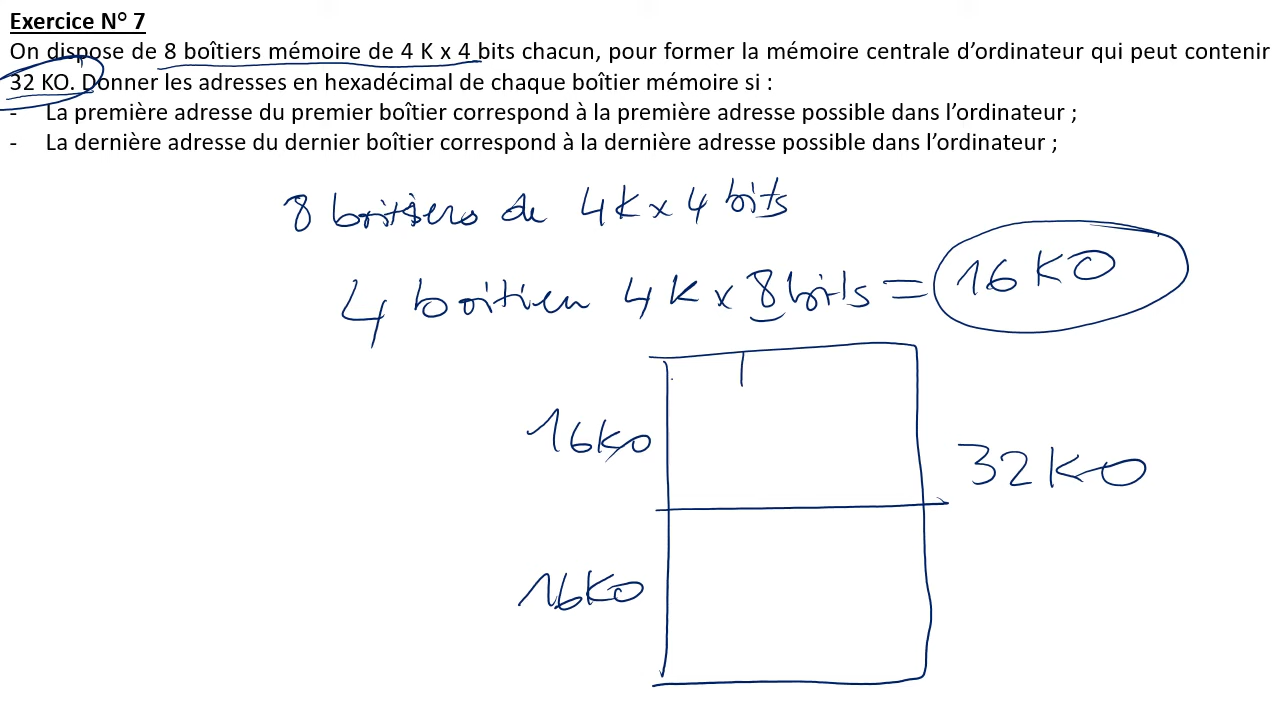 Exercice N° 7
On dispose de 8 boîtiers mémoire de 4 K x 4 bits chacun, pour former la mémoire centrale d’ordinateur qui peut contenir
32 KO. Donner les adresses en hexadécimal de chaque boîtier mémoire si :
- La première adresse du premier boîtier correspond à la première adresse possible dans l’ordinateur ;
- La dernière adresse du dernier boîtier correspond à la dernière adresse possible dans l’ordinateur ;
8 boitiers de 4K x 4 bits
4 boitier 4K x 8 bits = 16 KO
16KO
32KO
16KO